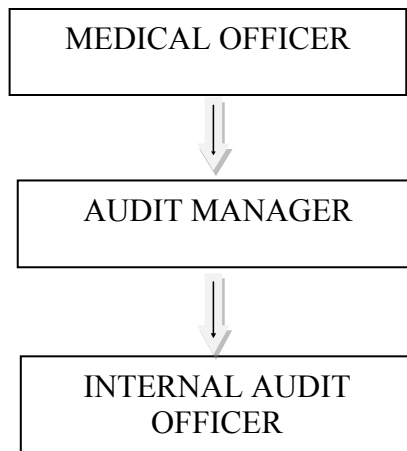 MEDICAL OFFICER
AUDIT MANAGER
INTERNAL AUDIT
OFFICER